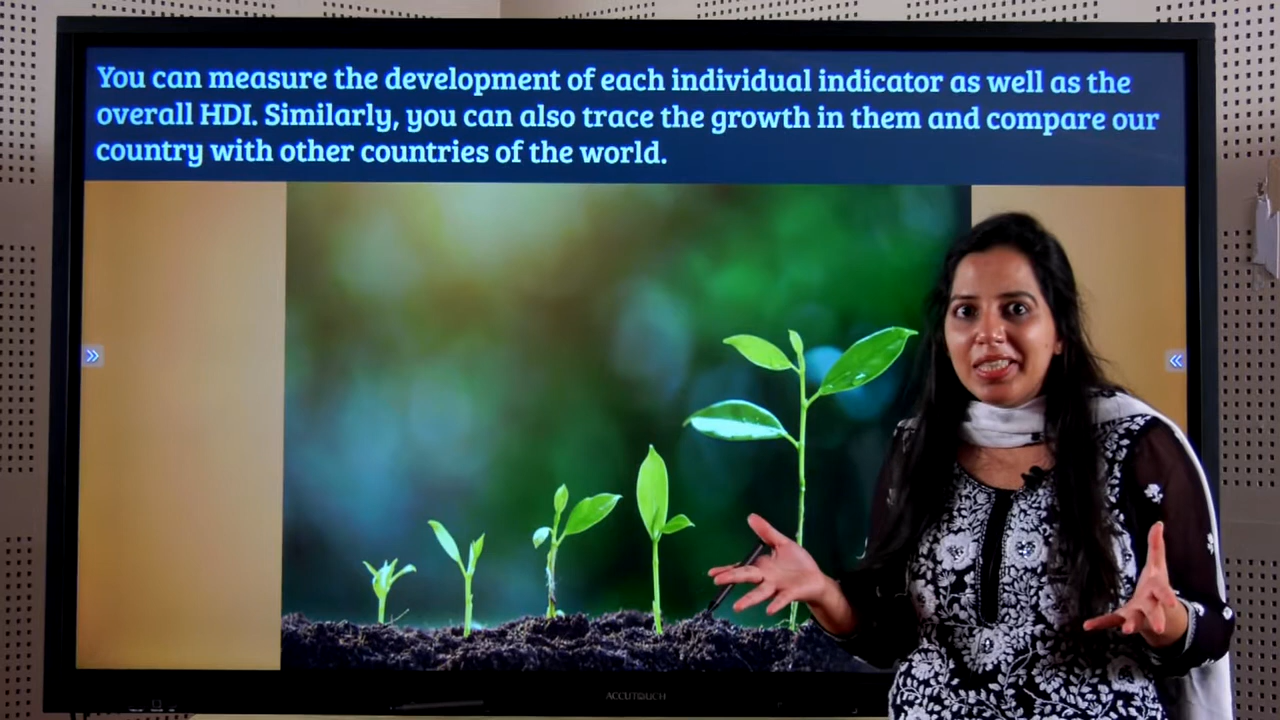 You can measure the development of each individual indicator as well as the
overall HDI. Similarly, you can also trace the growth in them and compare our
country with other countries of the world.
ACCUTOUCH